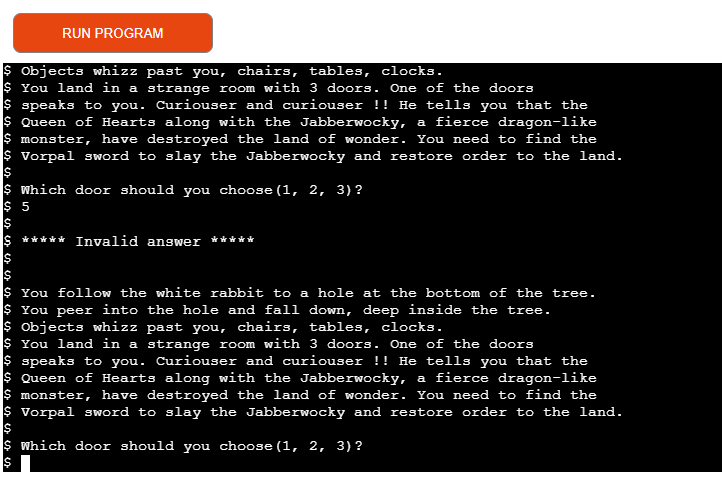 RUN PROGRAM
$ Objects whizz past you, chairs, tables, clocks.
$ You land in a strange room with 3 doors. One of the doors
$ speaks to you. Curiouser and curiouser !! He tells you that the
$ Queen of Hearts along with the Jabberwocky, a fierce dragon-like
$ monster, have destroyed the land of wonder. You need to find the
$ Vorpal sword to slay the Jabberwocky and restore order to the land.
$
$ Which door should you choose(1, 2, 3)?
$ 5
$
$ ***** Invalid answer *****
$
$
$ You follow the white rabbit to a hole at the bottom of the tree.
$ You peer into the hole and fall down, deep inside the tree.
$ Objects whizz past you, chairs, tables, clocks.
$ You land in a strange room with 3 doors. One of the doors
$ speaks to you. Curiouser and curiouser !! He tells you that the
$ Queen of Hearts along with the Jabberwocky, a fierce dragon-like
$ monster, have destroyed the land of wonder. You need to find the
$ Vorpal sword to slay the Jabberwocky and restore order to the land.
$
$ Which door should you choose(1, 2, 3)?
$